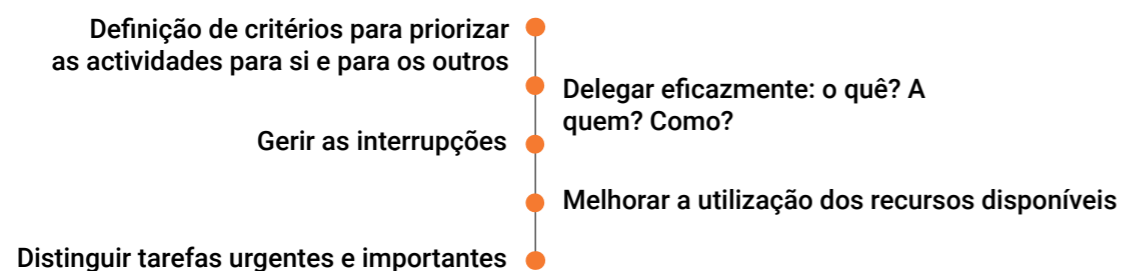 Definição de critérios para priorizar
as actividades para si e para os outros
Delegar eficazmente: o quê? A
quem? Como?
Gerir as interrupções
Melhorar a utilização dos recursos disponíveis
Distinguir tarefas urgentes e importantes